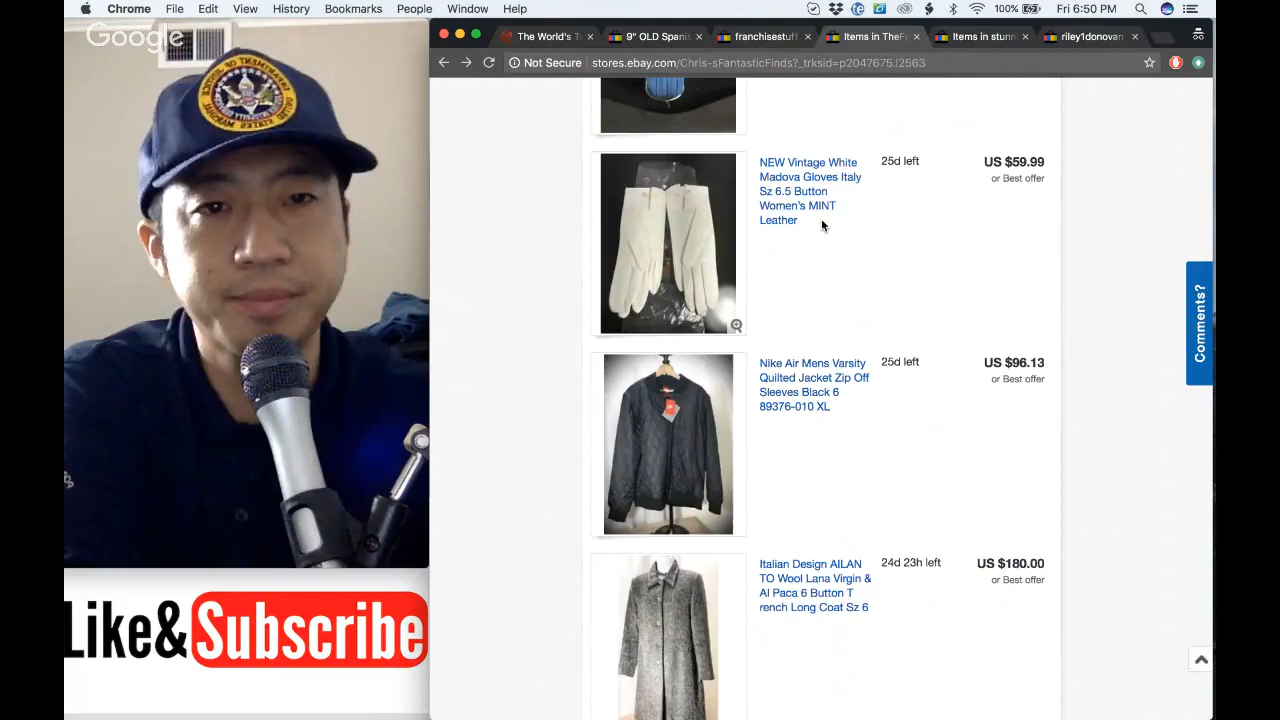 Chrome File Edit View History Bookmarks People Window Help 100% Fri 6:50 PM
Google
The World's T
9" OLD Spanis
franchisestuff
Items in TheFa
Items in stunn
riley1donovan
Not Secure stores.ebay.com/Chris-sFantasticFinds?_trksid=p2047675.l2563
NEW Vintage White
Madova Gloves Italy
Sz 6.5 Button
Women's MINT
Leather
25d left
US $59.99
or Best offer
Nike Air Mens Varsity
Quilted Jacket Zip Off
Sleeves Black 6
89376-010 XL
25d left
US $96.13
or Best offer
Italian Design AILAN
TO Wool Lana Virgin &
Al Paca 6 Button T
rench Long Coat Sz 6
24d 23h left
US $180.00
or Best offer
Comments?
Like& Subscribe